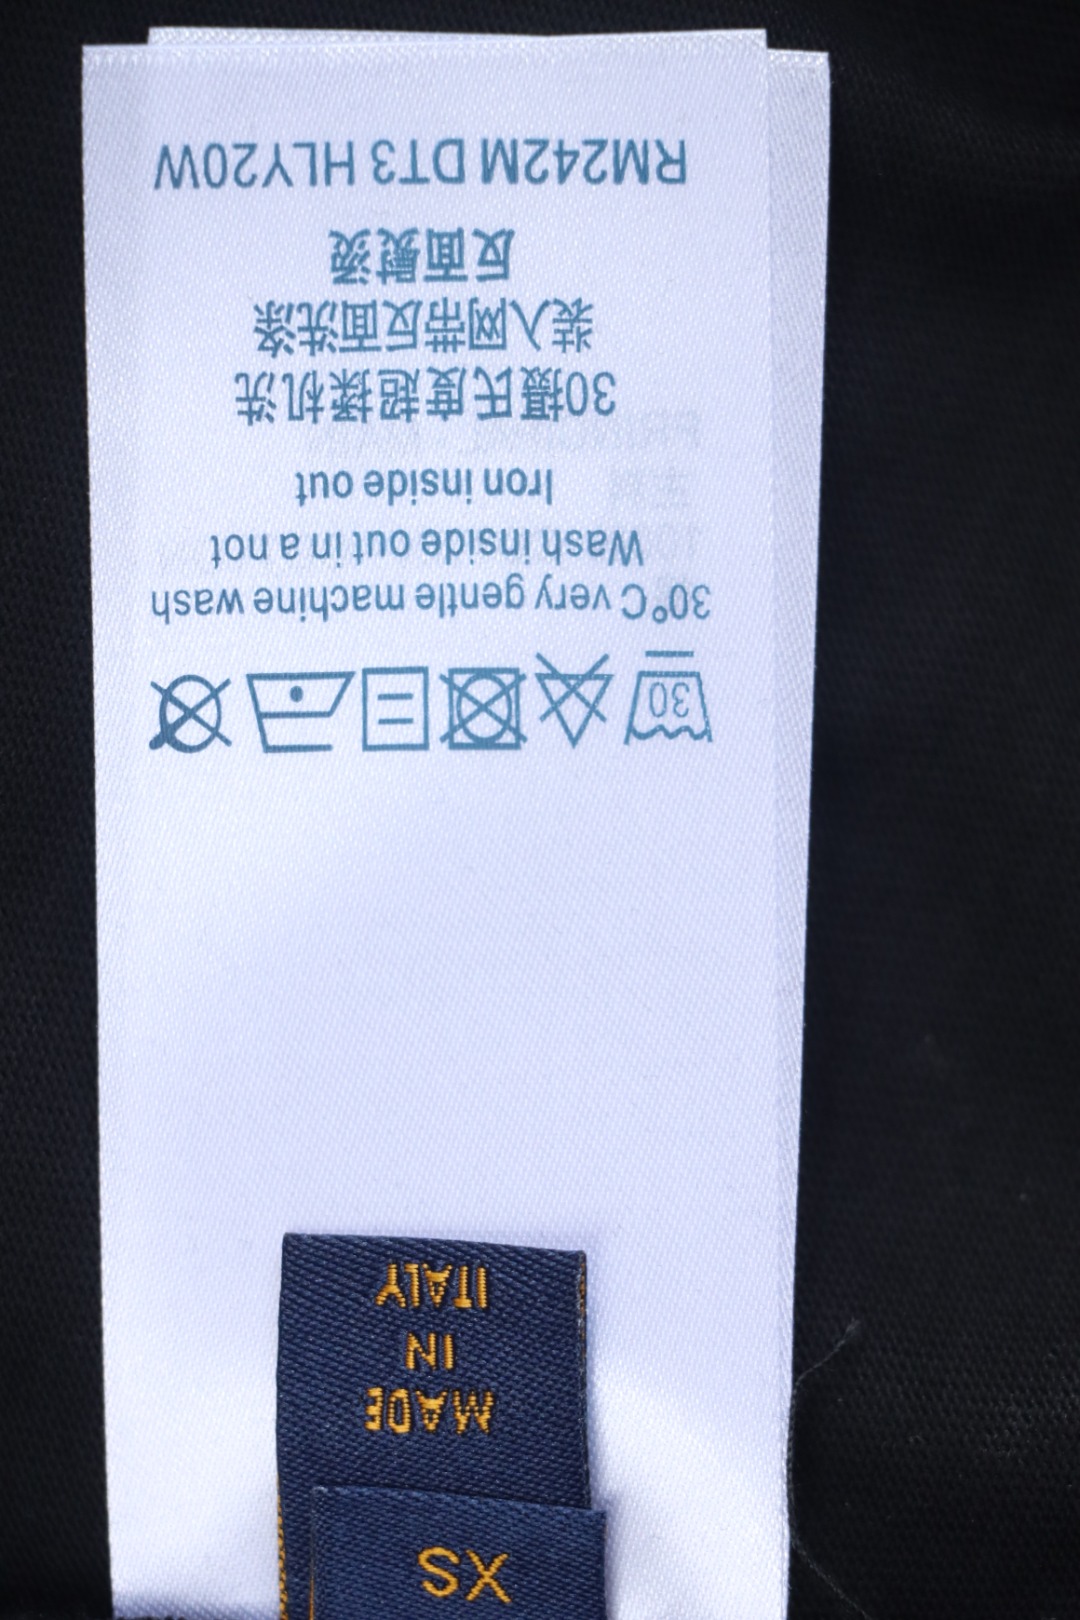 XS
MADE
IN
ITALY
30
30°C very gentle machine wash
Wash inside out in a not
Iron inside out
30摄氏度超揉机洗
装入网带反面洗涤
反面熨烫
RM242M DT3 HLY20W